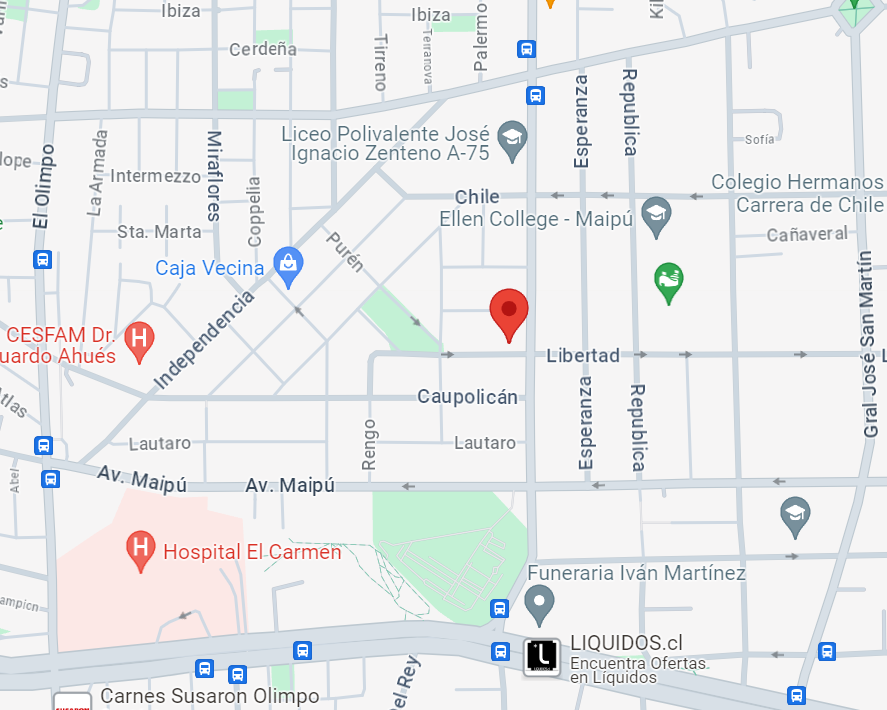 Ibiza
Ibiza
Cerdeña
Tirreno
Terranova
Palermo
El Olimpo
La Armada
Intermezzo
Miraflores
Coppelia
Sta. Marta
Liceo Polivalente José
Ignacio Zenteno A-75
Esperanza
Republica
Sofía
Chile
Ellen College - Maipú
Colegio Hermanos
Carrera de Chile
Cañaveral
Purén
Caja Vecina
Independencia
CESFAM Dr.
uardo Ahués
Libertad
Gral José San Martín
Caupolicán
Esperanza
Republica
Rengo
Lautaro
Lautaro
Atlas
Abel
Av. Maipú
Av. Maipú
Hospital El Carmen
Funeraria Iván Martínez
LIQUIDOS.cl
Encuentra Ofertas
en Líquidos
Del Rey
Carnes Susaron Olimpo